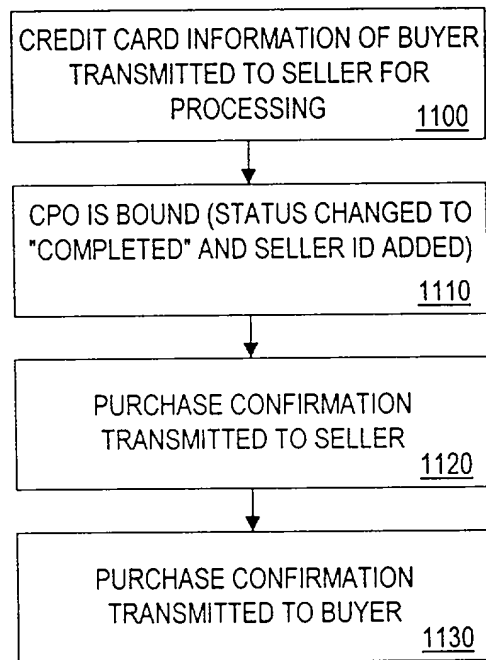 CREDIT CARD INFORMATION OF BUYER
TRANSMITTED TO SELLER FOR
PROCESSING
1100
CPO IS BOUND (STATUS CHANGED TO
"COMPLETED" AND SELLER ID ADDED)
1110
PURCHASE CONFIRMATION
TRANSMITTED TO SELLER
1120
PURCHASE CONFIRMATION
TRANSMITTED TO BUYER
1130